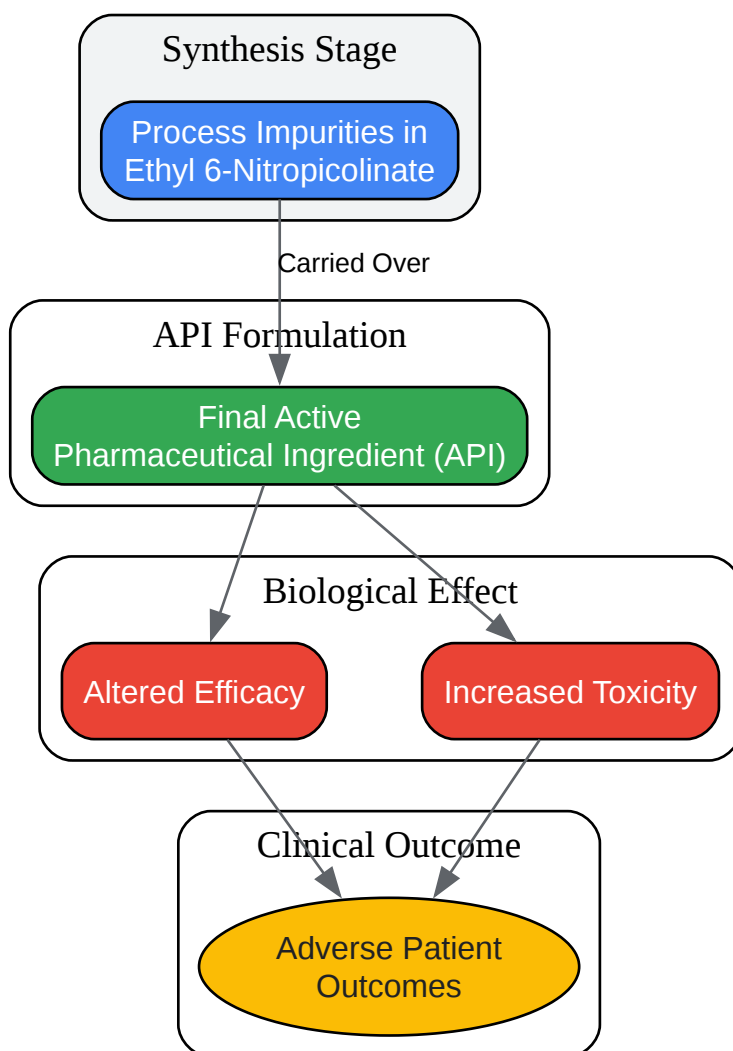 Synthesis Stage
Process Impurities in
Ethyl 6-Nitropicolinate
Carried Over
API Formulation
Final Active
Pharmaceutical Ingredient (API)
Biological Effect
Altered Efficacy
Increased Toxicity
Clinical Outcome
Adverse Patient
Outcomes